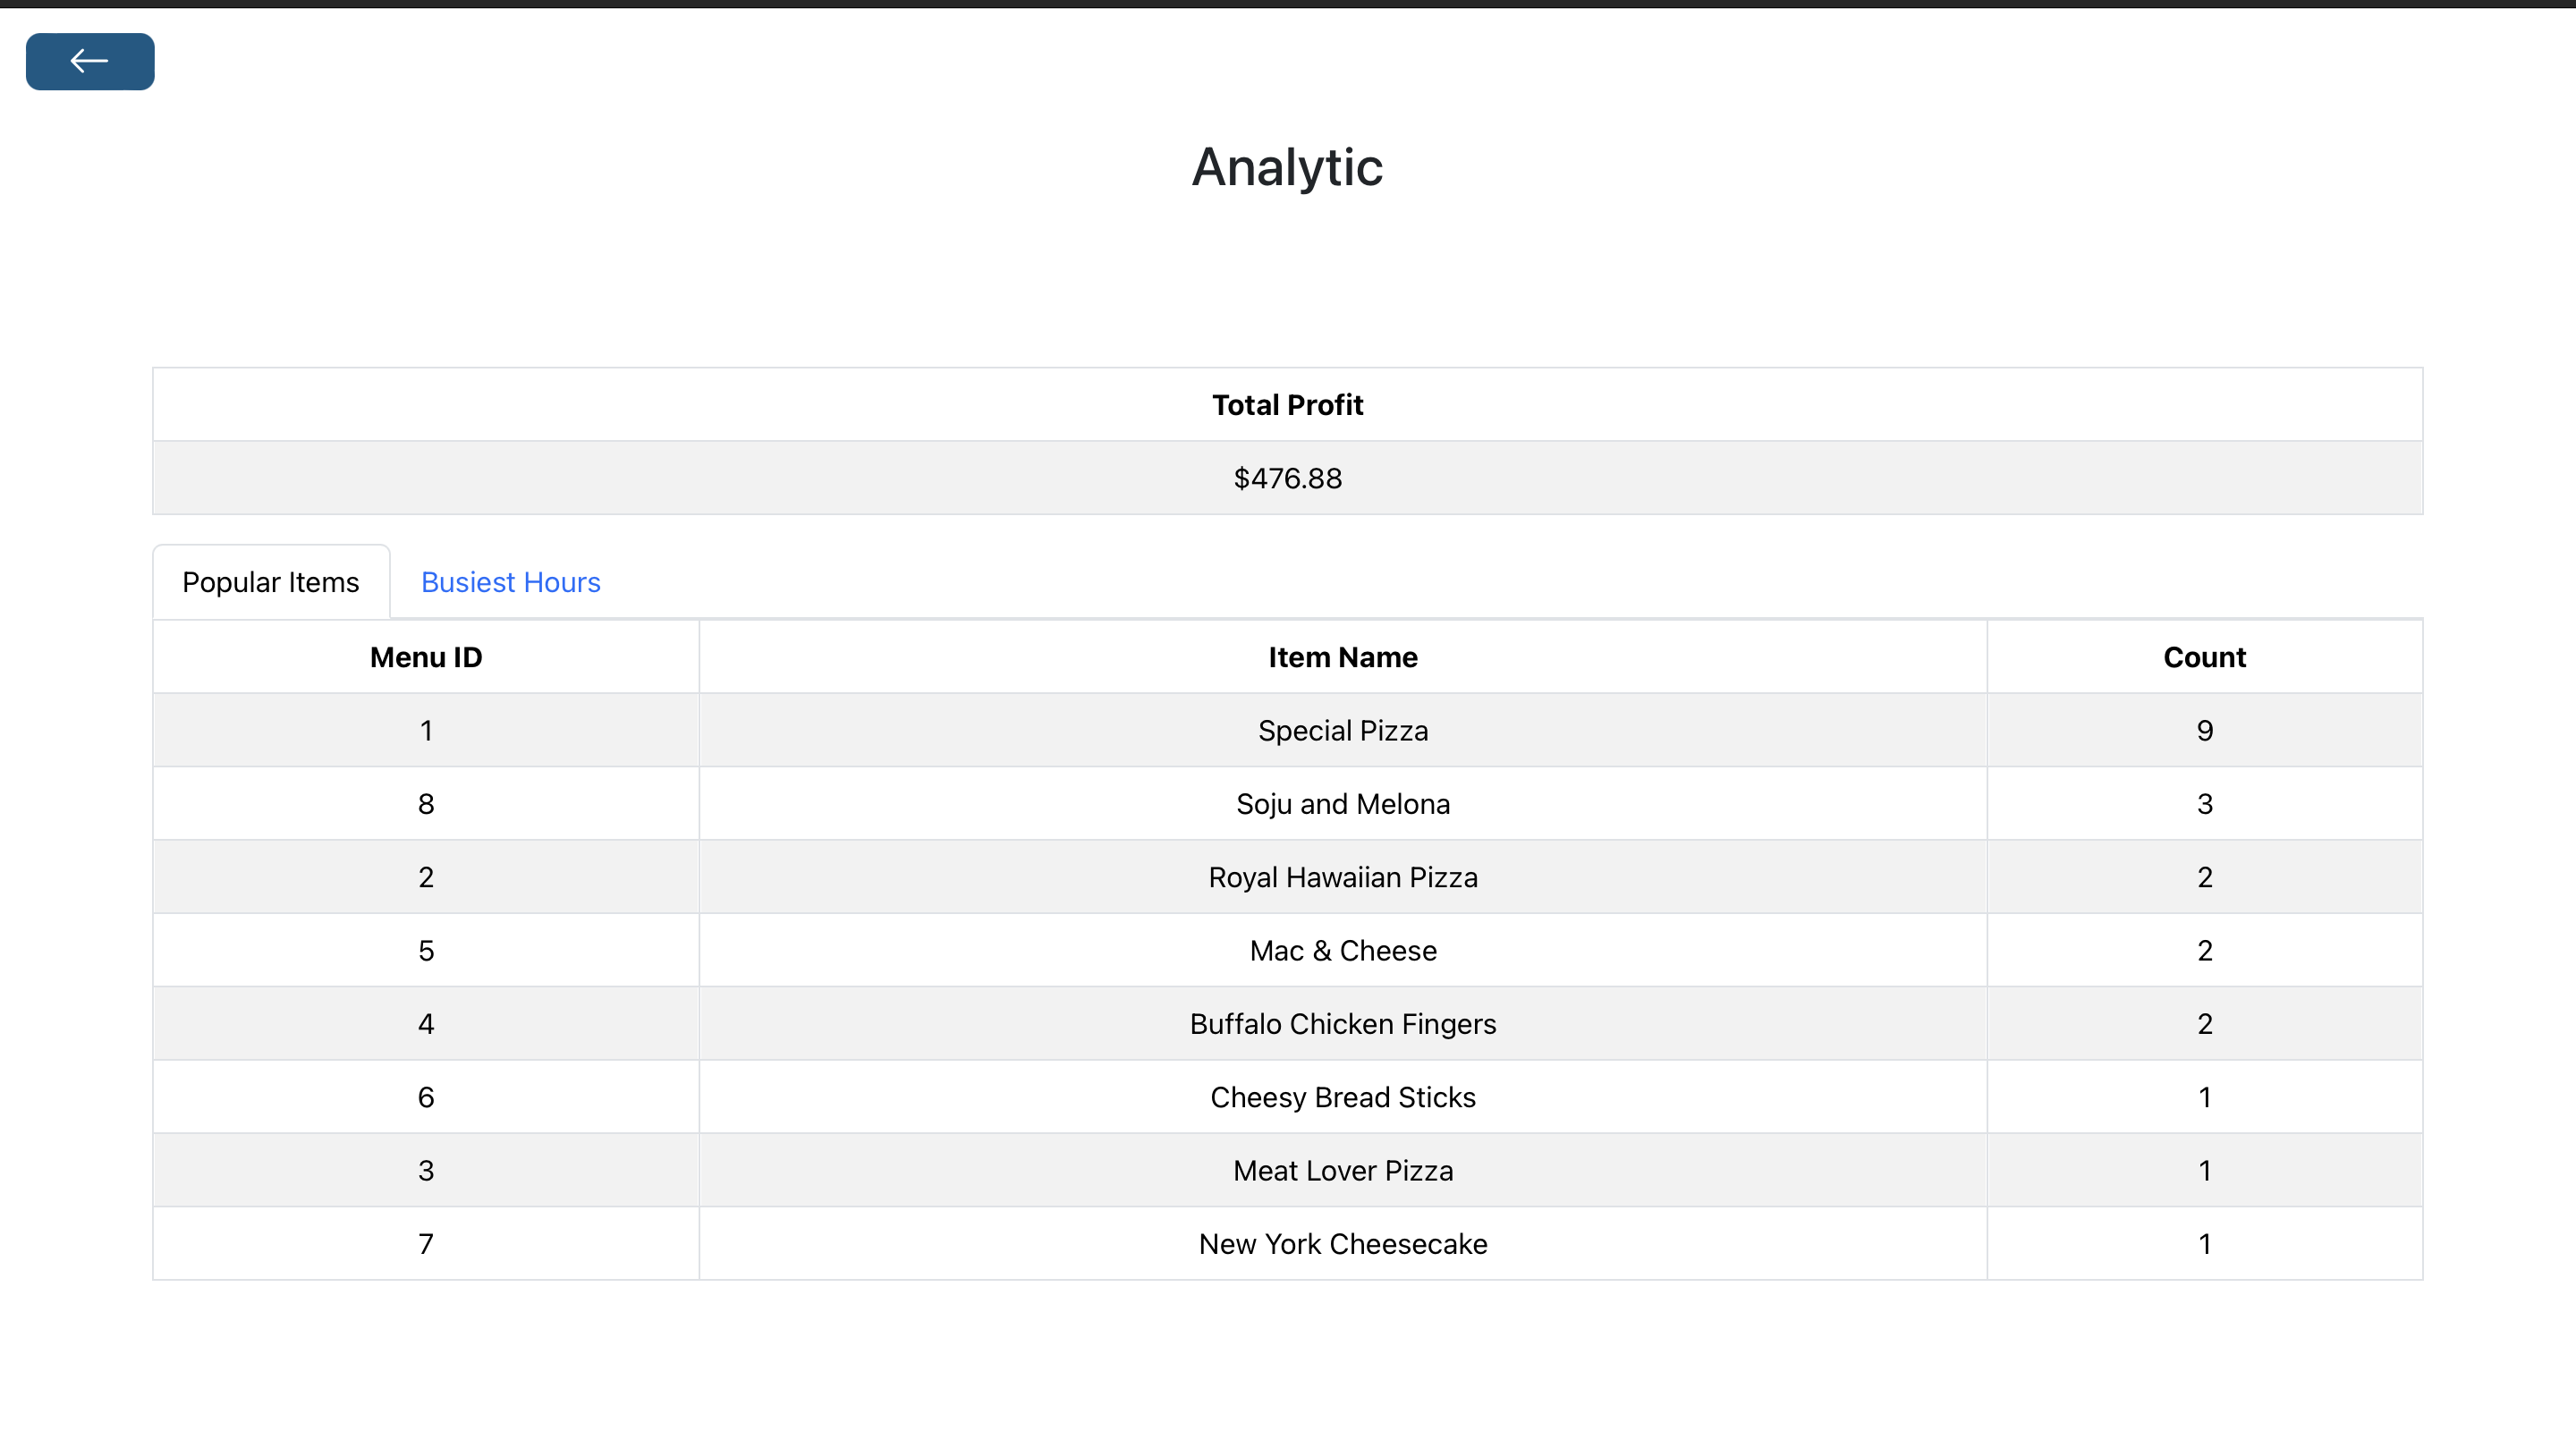 Analytic
Total Profit
$476.88
Popular Items Busiest Hours
Menu ID Item Name Count
1 Special Pizza 9
8 Soju and Melona 3
2 Royal Hawaiian Pizza 2
5 Mac & Cheese 2
4 Buffalo Chicken Fingers 2
6 Cheesy Bread Sticks 1
3 Meat Lover Pizza 1
7 New York Cheesecake 1